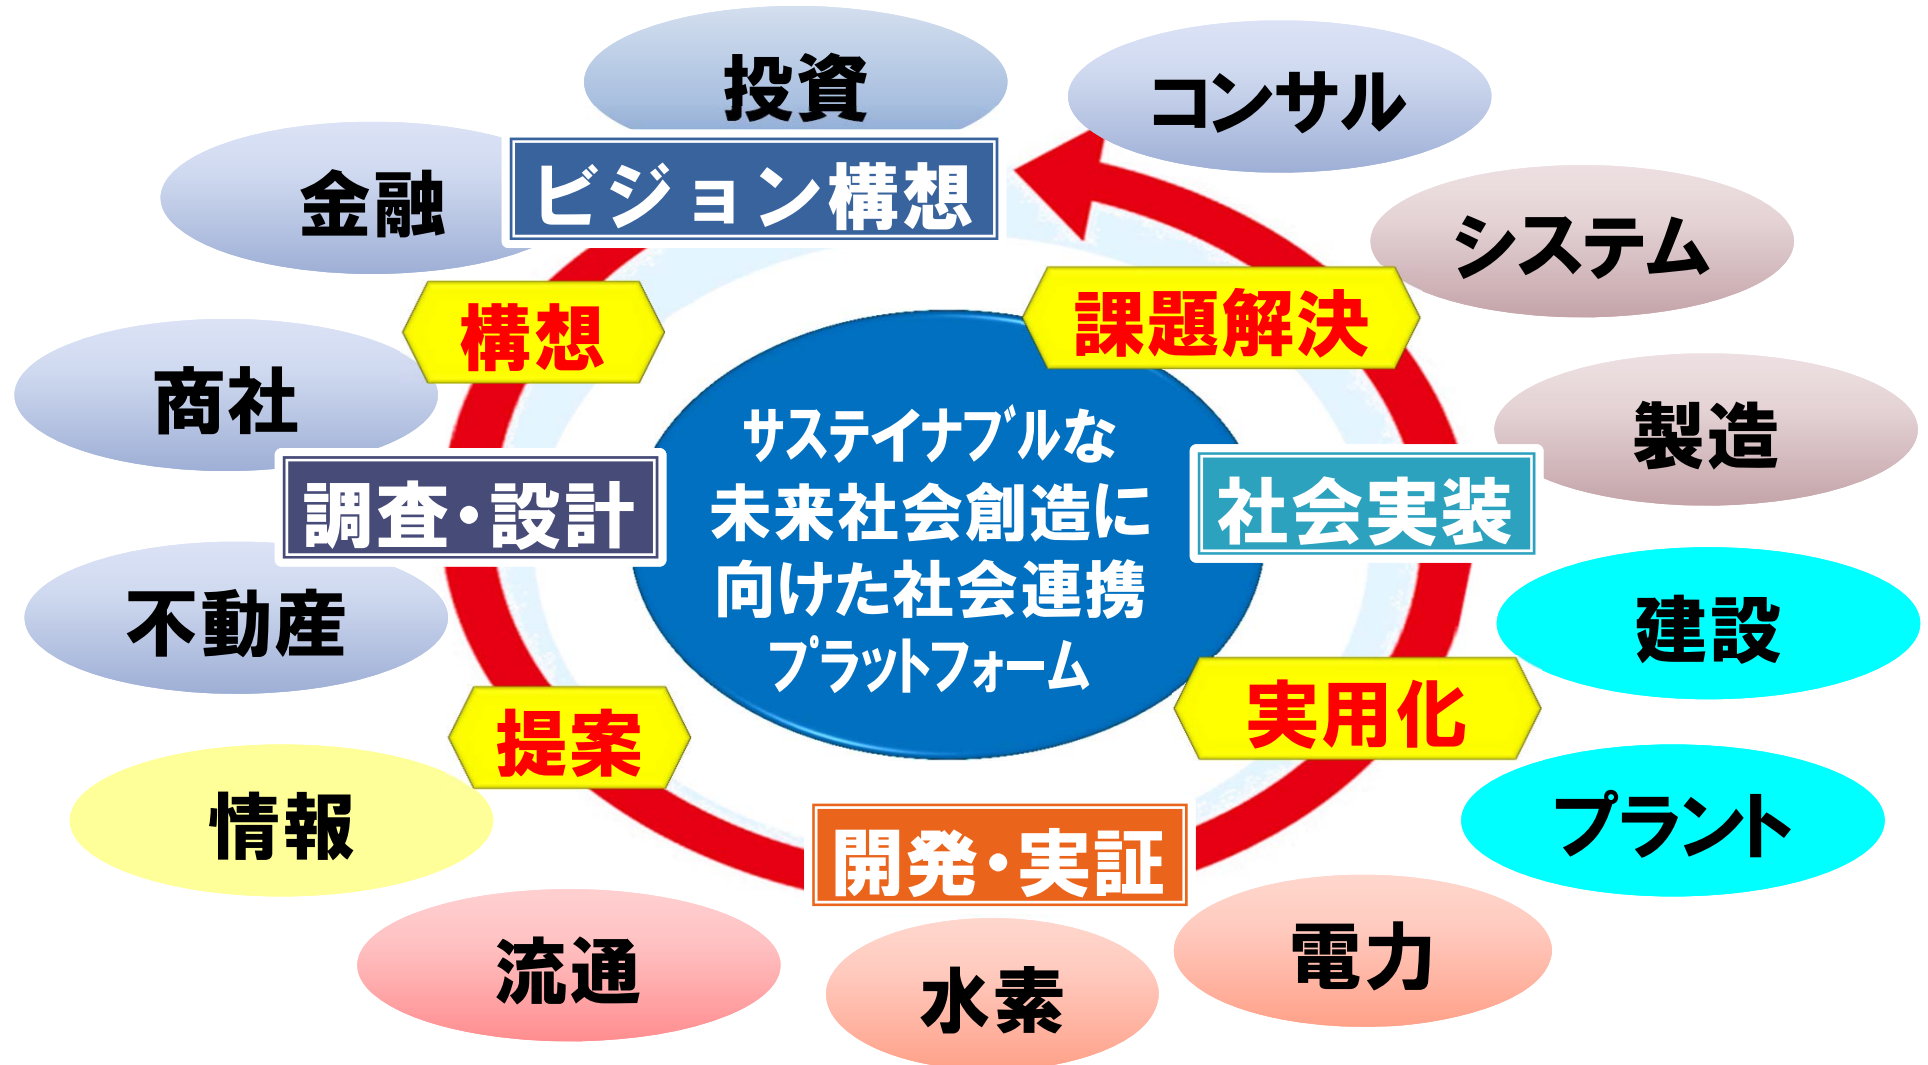 投資
コンサル
金融
ビジョン構想
システム
構想
課題解決
商社
製造
サステイナブルな
未来社会創造に
向けた社会連携
プラットフォーム
調査・設計
社会実装
不動産
建設
提案
実用化
情報
プラント
開発・実証
流通
水素
電力